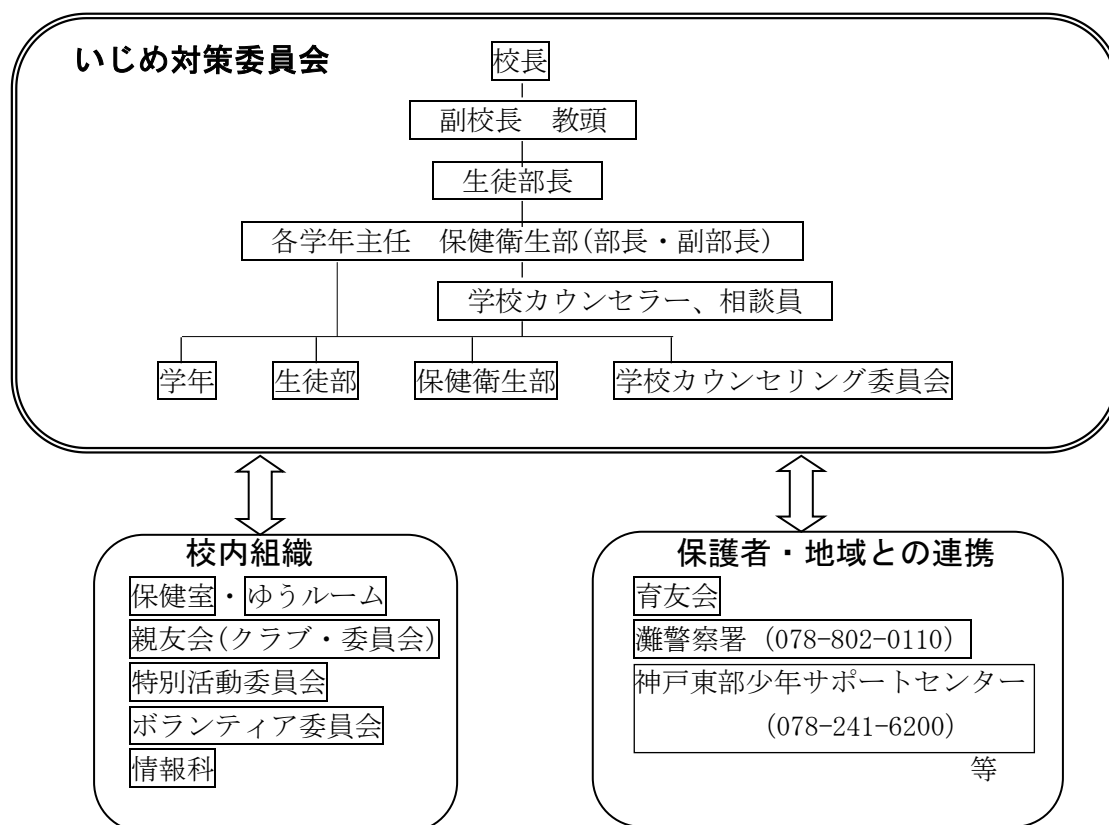 いじめ対策委員会
校長
副校長　教頭
生徒部長
各学年主任　保健衛生部(部長・副部長)
学校カウンセラー、相談員
学年 生徒部 保健衛生部 学校カウンセリング委員会
校内組織
保健室・ゆうルーム
親友会(クラブ・委員会)
特別活動委員会
ボランティア委員会
情報科
保護者・地域との連携
育友会
灘警察署 (078-802-0110)
神戸東部少年サポートセンター
(078-241-6200)
等